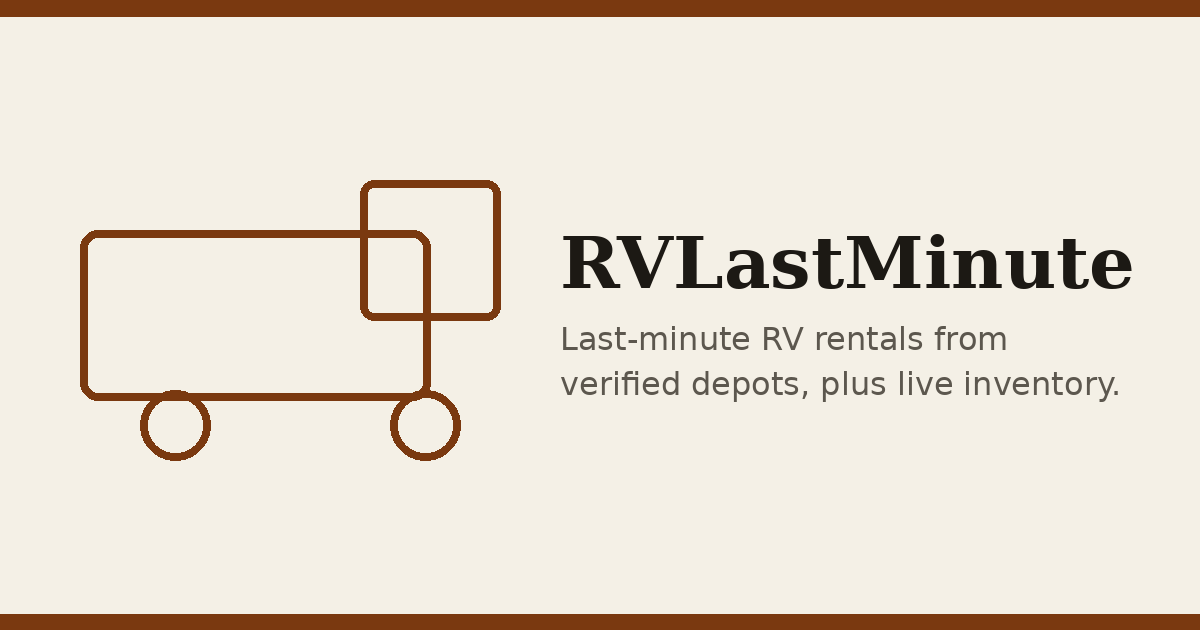 RVLastMinute
Last-minute RV rentals from
verified depots, plus live inventory.